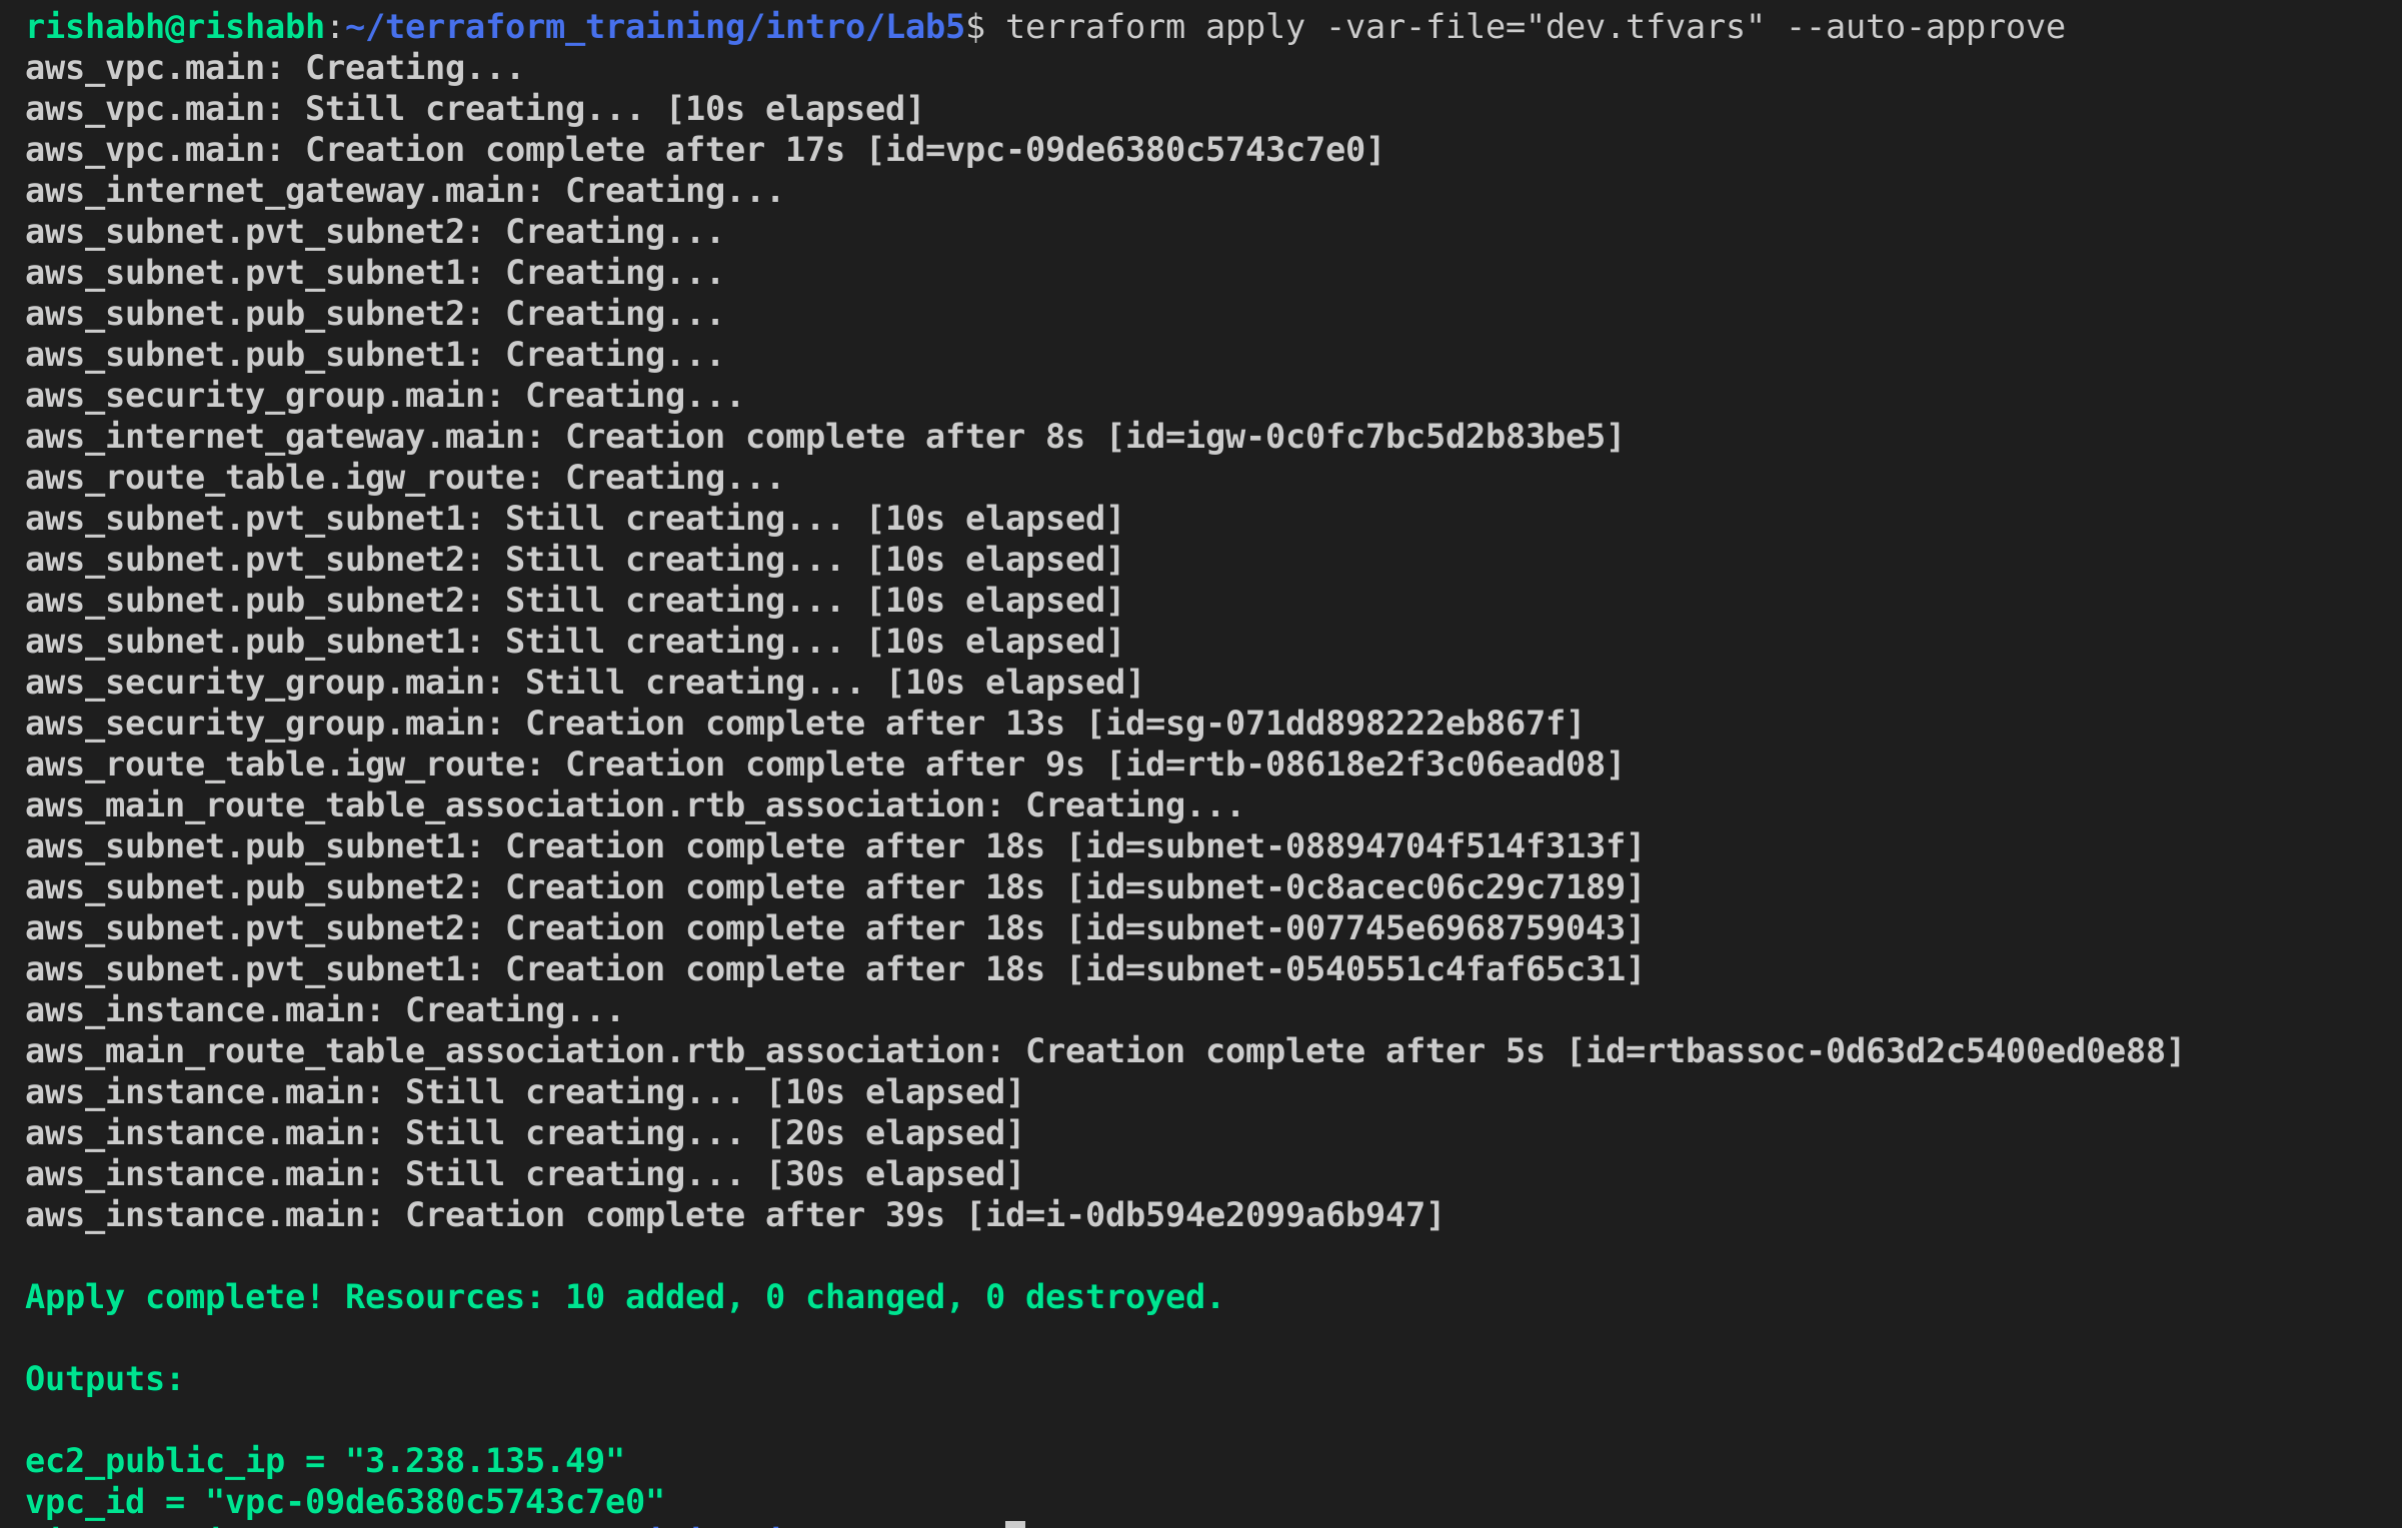 rishabh@rishabh:~/terraform_training/intro/Lab5$ terraform apply -var-file="dev.tfvars" --auto-approve
aws_vpc.main: Creating...
aws_vpc.main: Still creating... [10s elapsed]
aws_vpc.main: Creation complete after 17s [id=vpc-09de6380c5743c7e0]
aws_internet_gateway.main: Creating...
aws_subnet.pvt_subnet2: Creating...
aws_subnet.pvt_subnet1: Creating...
aws_subnet.pub_subnet2: Creating...
aws_subnet.pub_subnet1: Creating...
aws_security_group.main: Creating...
aws_internet_gateway.main: Creation complete after 8s [id=igw-0c0fc7bc5d2b83be5]
aws_route_table.igw_route: Creating...
aws_subnet.pvt_subnet1: Still creating... [10s elapsed]
aws_subnet.pvt_subnet2: Still creating... [10s elapsed]
aws_subnet.pub_subnet2: Still creating... [10s elapsed]
aws_subnet.pub_subnet1: Still creating... [10s elapsed]
aws_security_group.main: Still creating... [10s elapsed]
aws_security_group.main: Creation complete after 13s [id=sg-071dd898222eb867f]
aws_route_table.igw_route: Creation complete after 9s [id=rtb-08618e2f3c06ead08]
aws_main_route_table_association.rtb_association: Creating...
aws_subnet.pub_subnet1: Creation complete after 18s [id=subnet-08894704f514f313f]
aws_subnet.pub_subnet2: Creation complete after 18s [id=subnet-0c8acec06c29c7189]
aws_subnet.pvt_subnet2: Creation complete after 18s [id=subnet-007745e6968759043]
aws_subnet.pvt_subnet1: Creation complete after 18s [id=subnet-0540551c4faf65c31]
aws_instance.main: Creating...
aws_main_route_table_association.rtb_association: Creation complete after 5s [id=rtbassoc-0d63d2c5400ed0e88]
aws_instance.main: Still creating... [10s elapsed]
aws_instance.main: Still creating... [20s elapsed]
aws_instance.main: Still creating... [30s elapsed]
aws_instance.main: Creation complete after 39s [id=i-0db594e2099a6b947]
Apply complete! Resources: 10 added, 0 changed, 0 destroyed.
Outputs:
ec2_public_ip = "3.238.135.49"
vpc_id = "vpc-09de6380c5743c7e0"